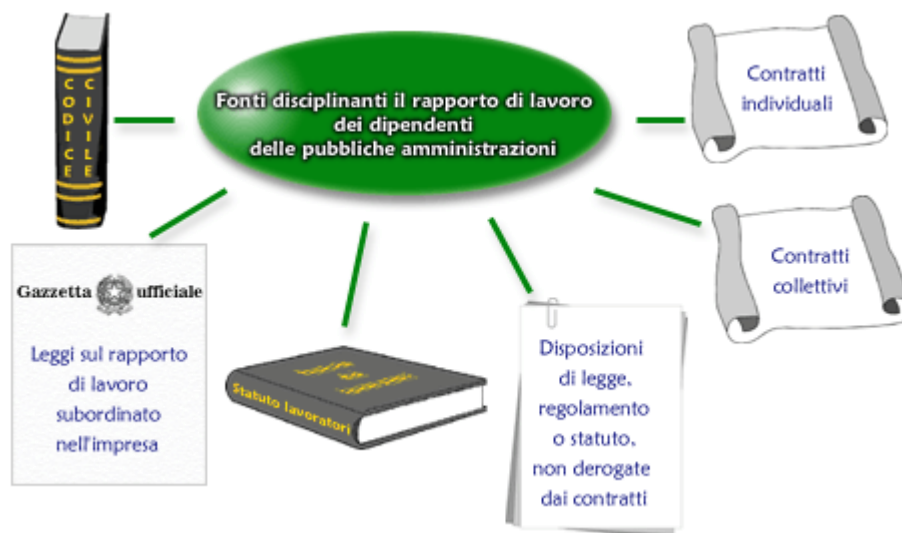 CODICE
CIVILE
Fonti disciplinanti il rapporto di lavoro
dei dipendenti
delle pubbliche amministrazioni
Contratti
individuali
Contratti
collettivi
Gazzetta ufficiale
Leggi sul rapporto
di lavoro
subordinato
nell'impresa
Statuto lavoratori
Disposizioni
di legge,
regolamento
o statuto,
non derogate
dai contratti